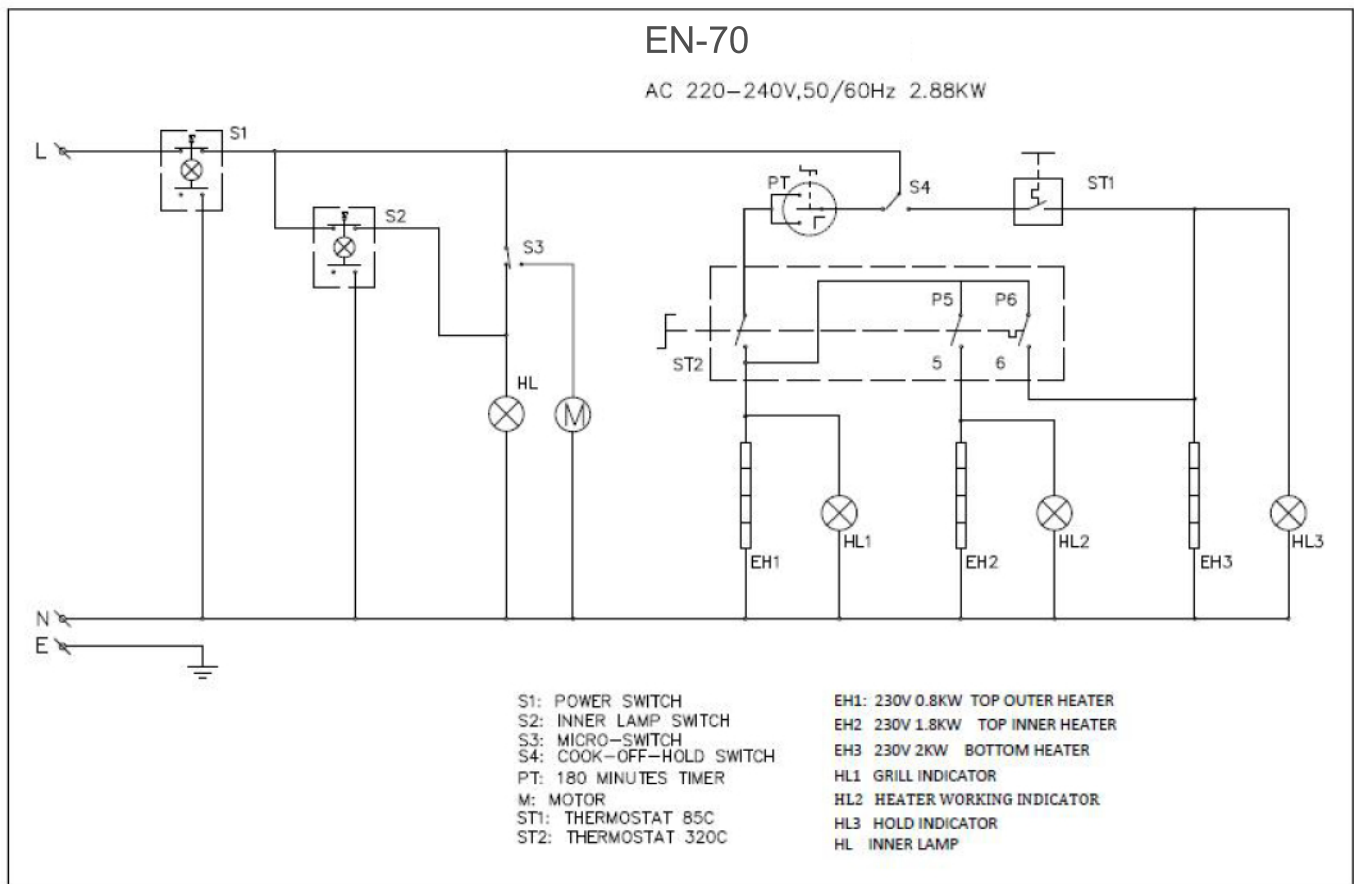 EN-70
AC 220-240V,50/60Hz 2.88KW
S1
L
PT
S4
ST1
S2
S3
P5
P6
ST2
5
6
HL
M
HL1
HL2
HL3
EH1
EH2
EH3
N
E
S1: POWER SWITCH
S2: INNER LAMP SWITCH
S3: MICRO-SWITCH
S4: COOK-OFF-HOLD SWITCH
PT: 180 MINUTES TIMER
M: MOTOR
ST1: THERMOSTAT 85C
ST2: THERMOSTAT 320C
EH1: 230V 0.8KW TOP OUTER HEATER
EH2 230V 1.8KW TOP INNER HEATER
EH3 230V 2KW BOTTOM HEATER
HL1 GRILL INDICATOR
HL2 HEATER WORKING INDICATOR
HL3 HOLD INDICATOR
HL INNER LAMP